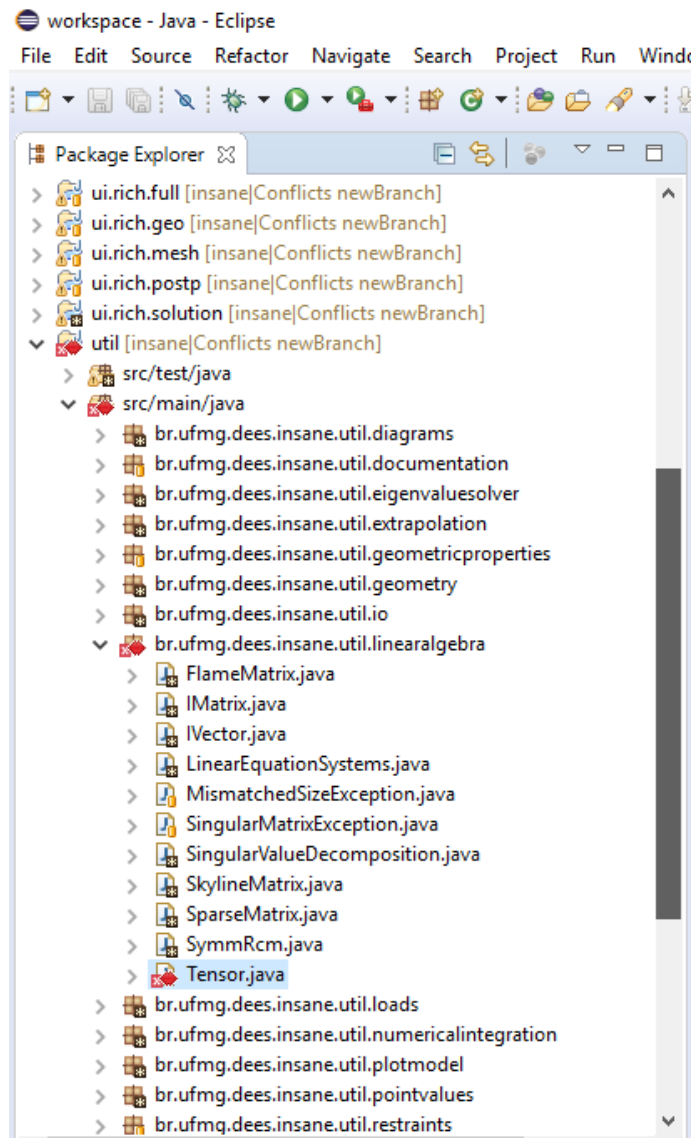 workspace - Java - Eclipse
File Edit Source Refactor Navigate Search Project Run Windo
Package Explorer
ui.rich.full [insane|Conflicts newBranch]
ui.rich.geo [insane|Conflicts newBranch]
ui.rich.mesh [insane|Conflicts newBranch]
ui.rich.postp [insane|Conflicts newBranch]
ui.rich.solution [insane|Conflicts newBranch]
util [insane|Conflicts newBranch]
src/test/java
src/main/java
br.ufmg.dees.insane.util.diagrams
br.ufmg.dees.insane.util.documentation
br.ufmg.dees.insane.util.eigenvaluesolver
br.ufmg.dees.insane.util.extrapolation
br.ufmg.dees.insane.util.geometricproperties
br.ufmg.dees.insane.util.geometry
br.ufmg.dees.insane.util.io
br.ufmg.dees.insane.util.linearalgebra
FlameMatrix.java
IMatrix.java
IVector.java
LinearEquationSystems.java
MismatchedSizeException.java
SingularMatrixException.java
SingularValueDecomposition.java
SkylineMatrix.java
SparseMatrix.java
SymmRcm.java
Tensor.java
br.ufmg.dees.insane.util.loads
br.ufmg.dees.insane.util.numericalintegration
br.ufmg.dees.insane.util.plotmodel
br.ufmg.dees.insane.util.pointvalues
br.ufmg.dees.insane.util.restraints